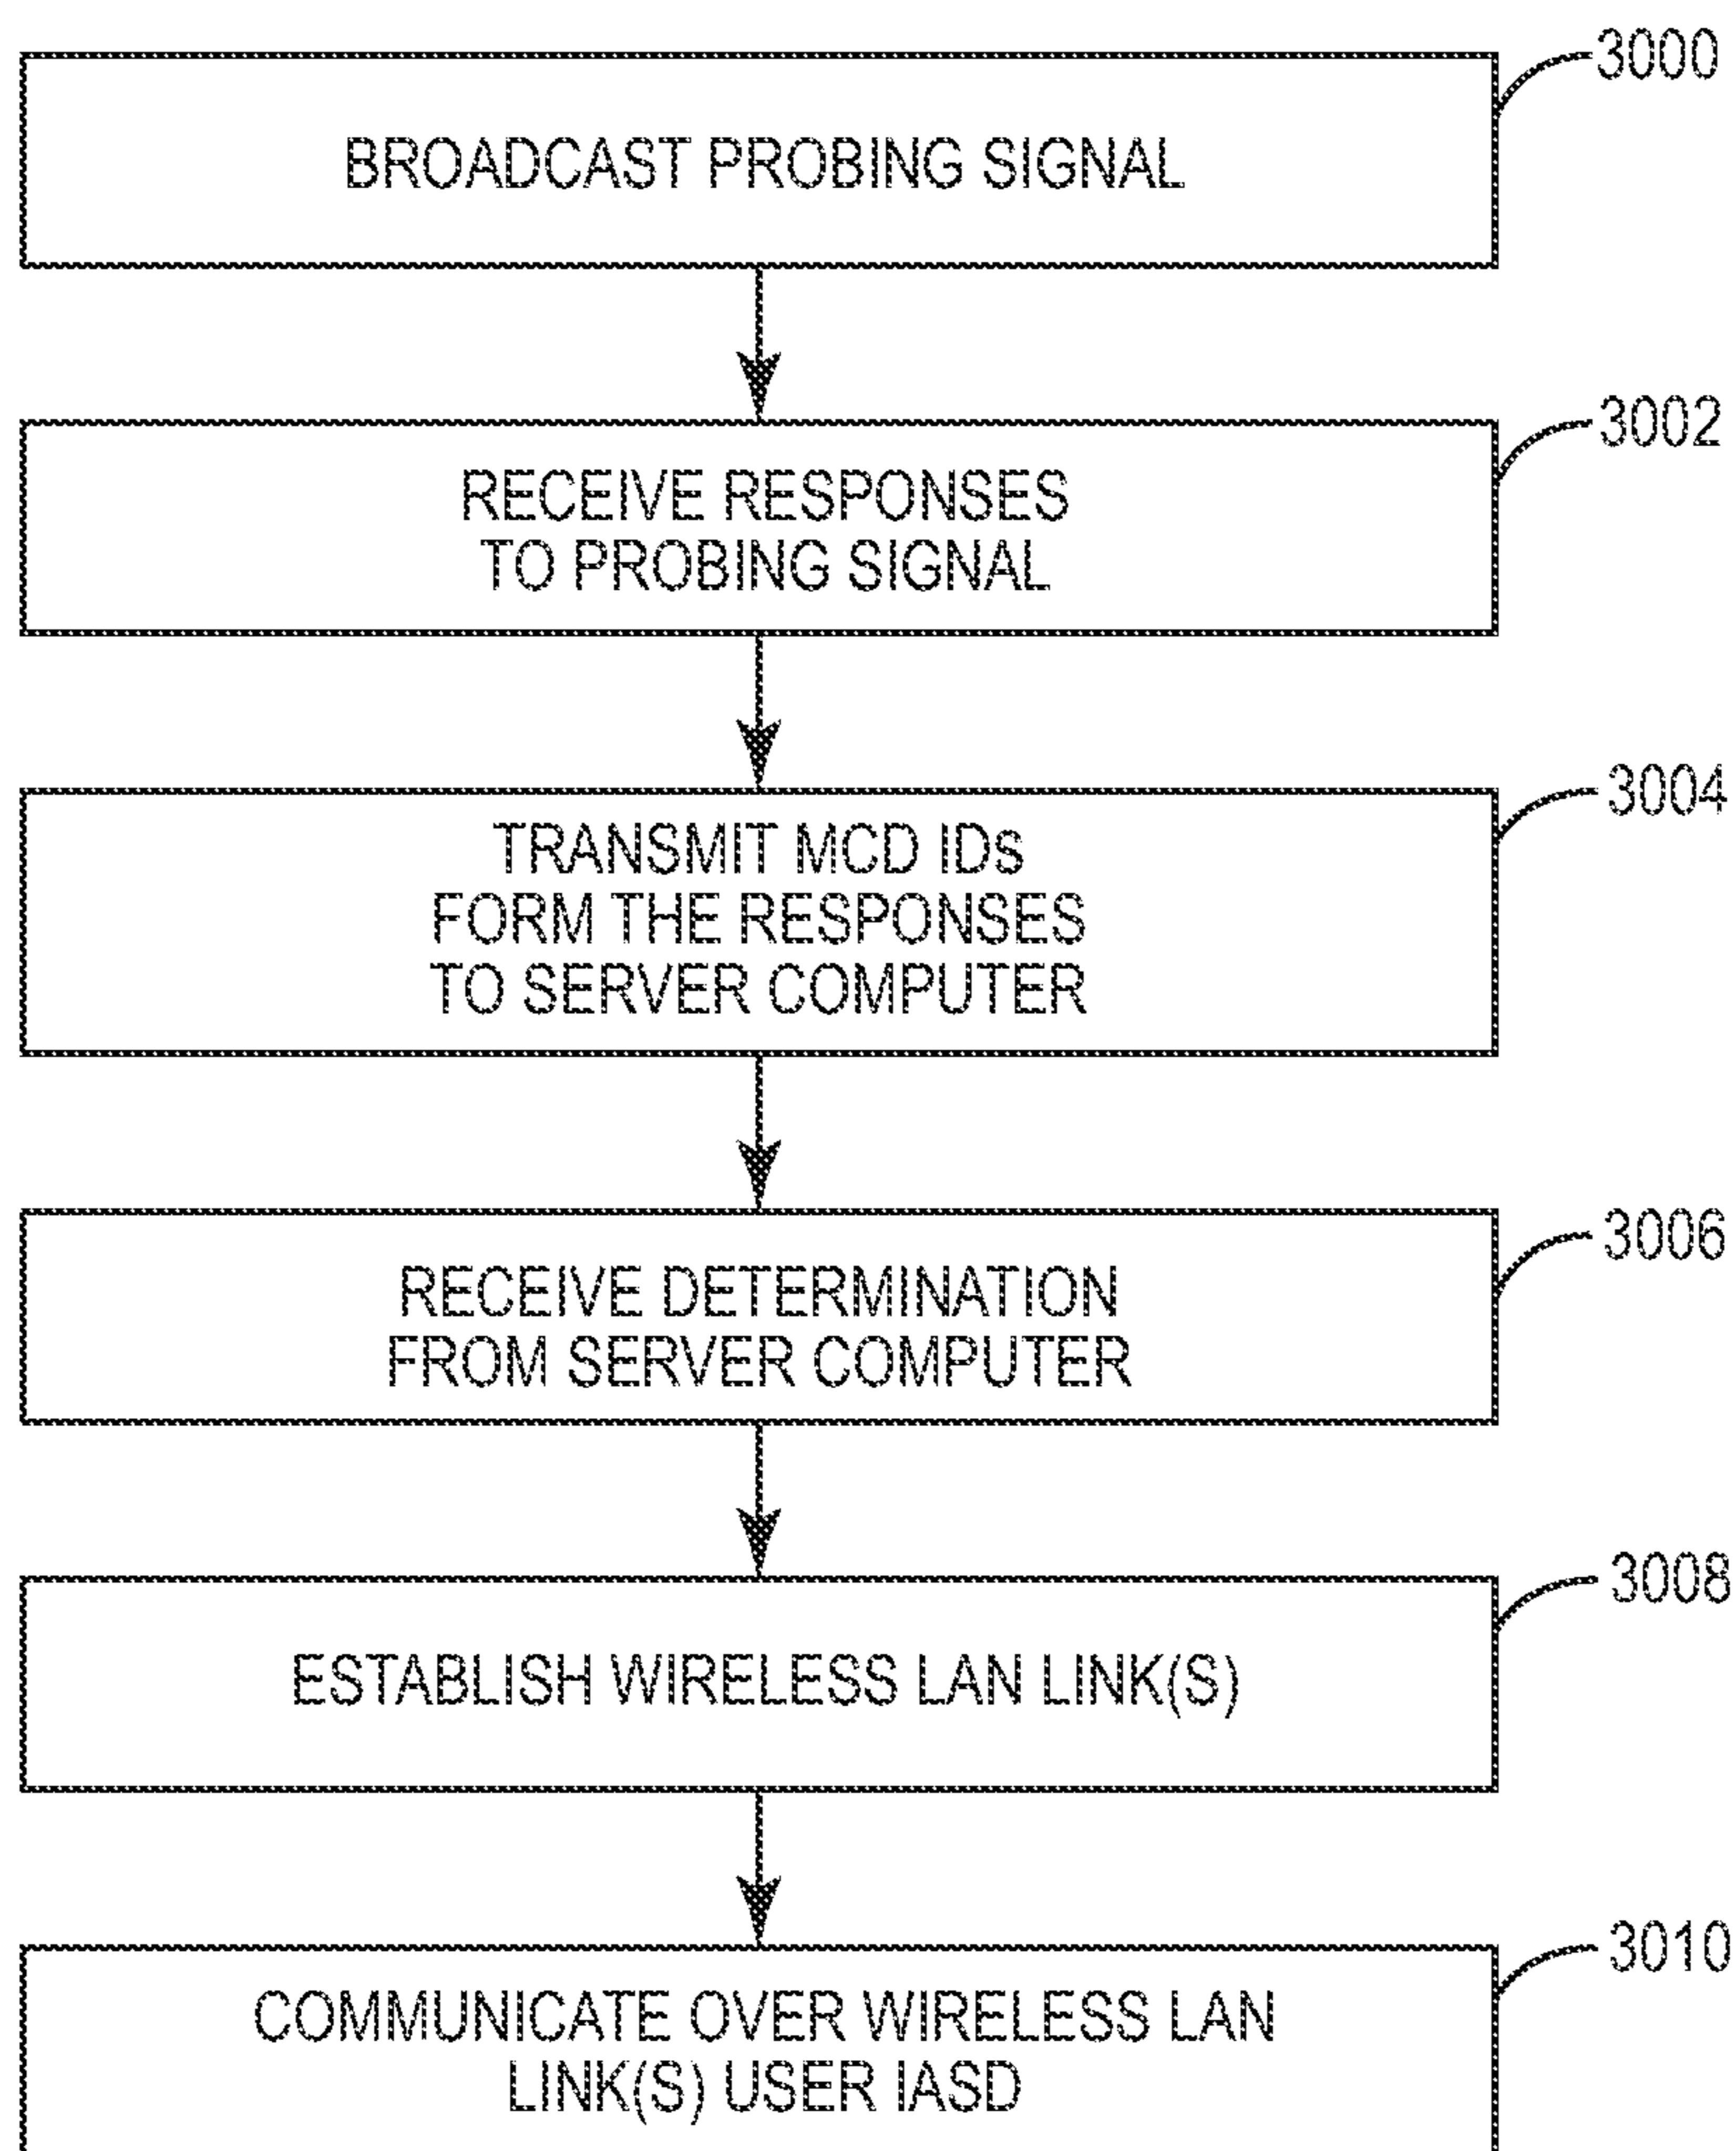 3000
BROADCAST PROBING SIGNAL
3002
RECEIVE RESPONSES
TO PROBING SIGNAL
3004
TRANSMIT MCD IDs
FORM THE RESPONSES
TO SERVER COMPUTER
3006
RECEIVE DETERMINATION
FROM SERVER COMPUTER
3008
ESTABLISH WIRELESS LAN LINK(S)
3010
COMMUNICATE OVER WIRELESS LAN
LINK(S) USER IASD